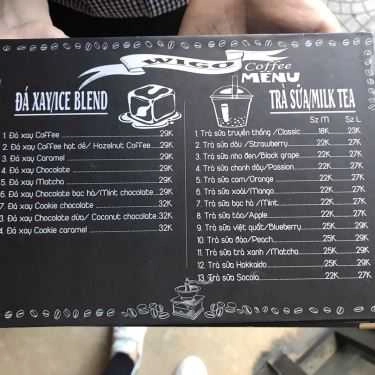 WIGO Coffee
MENU
ĐÁ XAY/ICE BLEND
1 Đá xay Coffee 29K
2 Đá xay Coffee hạt dẻ/ Hazelnut Coffee 29K
3 Đá xay Caramel 29K
4 Đá xay Chocolate 29K
5 Đá xay Matcha 29K
6 Đá xay Chocolate bạc hà/Mint chocolate 29K
7 Đá xay Cookie chocolate 32K
3 Đá xay Chocolate dừa/ Coconut chocolate 32K
4 Đá xay Cookie caramel 32K
TRÀ SỮA/MILK TEA
Sz M Sz L
1. Trà sữa truyền thống /Classic 18K 23K
2. Trà sữa dâu /Strawberry 22K 27K
3. Trà sữa nho đen/Black grape 22K 27K
4. Trà sữa chanh dây/Passion 22K 27K
5. Trà sữa cam/Orange 22K 27K
6. Trà sữa xoài/Mango 22K 27K
7. Trà sữa bạc hà/Mint 22K 27K
8. Trà sữa táo/Apple 22K 27K
9. Trà sữa việt quất/Blueberry 25K 29K
10. Trà sữa đào/Peach 25K 29K
11. Trà sữa trà xanh/Matcha 25K 29K
12. Trà sữa Hokkaido 25K 29K
13. Trà sữa Socola 22K 27K